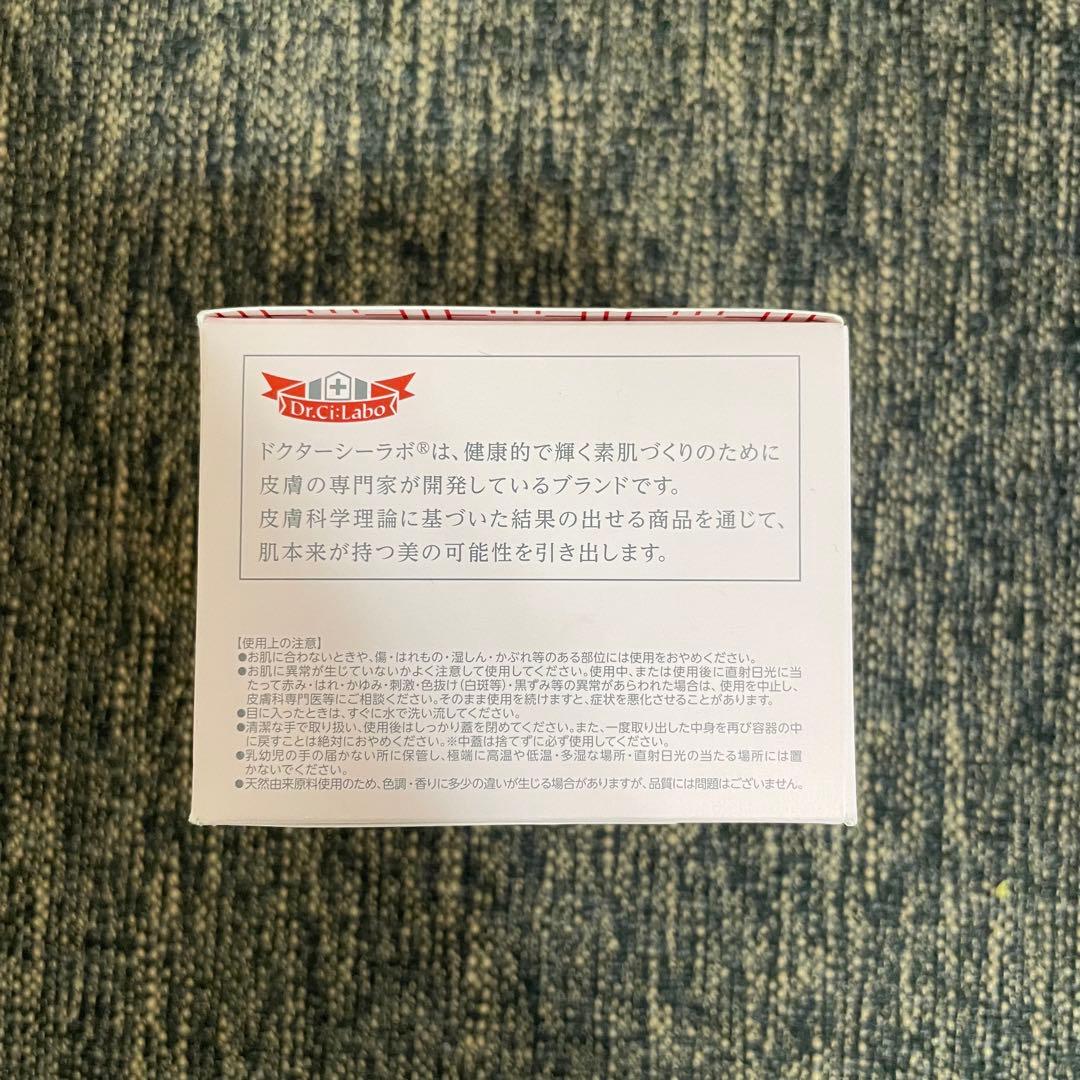 Dr.Ci:Labo
ドクターシーラボ®は、健康的で輝く素肌づくりのために
皮膚の専門家が開発しているブランドです。
皮膚科学理論に基づいた結果の出せる商品を通じて、
肌本来が持つ美の可能性を引き出します。
【使用上の注意】
●お肌に合わないときや、傷・はれもの・湿しん・かぶれ等のある部位には使用をおやめください。
●お肌に異常が生じていないかよく注意して使用してください。使用中、または使用後に直射日光に当
たって赤み・はれ・かゆみ・刺激・色抜け(白斑等)・黒ずみ等の異常があらわれた場合は、使用を中止し、
皮膚科専門医等にご相談ください。そのまま使用を続けますと、症状を悪化させることがあります。
●目に入ったときは、すぐに水で洗い流してください。
●清潔な手で取り扱い、使用後はしっかり蓋を閉めてください。また、一度取り出した中身を再び容器の中
に戻すことは絶対におやめください。※中蓋は捨てずに必ず使用してください。
●乳幼児の手の届かない所に保管し、極端に高温や低温・多湿な場所・直射日光の当たる場所には置
かないでください。
●天然由来原料使用のため、色調・香りに多少の違いが生じる場合がありますが、品質には問題はございません。